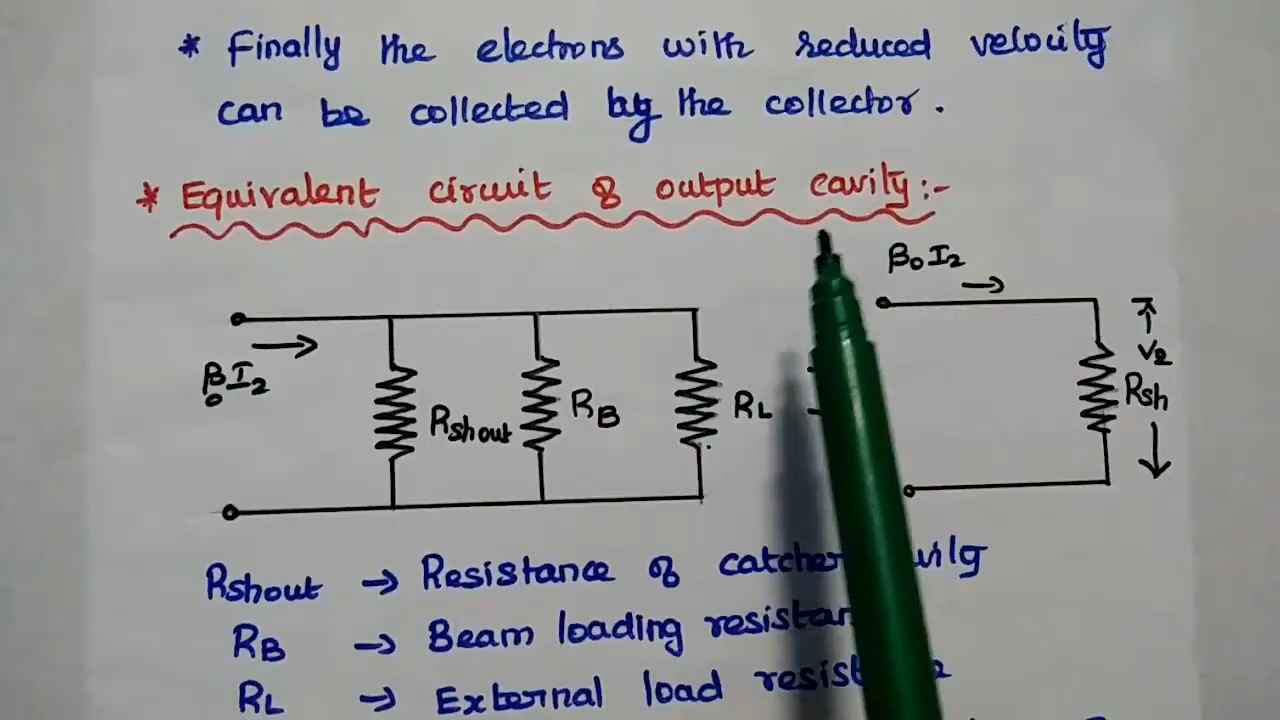 * Finally the electrons with reduced velocity
can be collected by the collector.
* Equivalent circuit of output cavity:-
β₀I₂
β₀I₂
V₂
Rshout
RB
RL
Rsh
Rshout → Resistance of catcher
RB → Beam loading
RL → External load